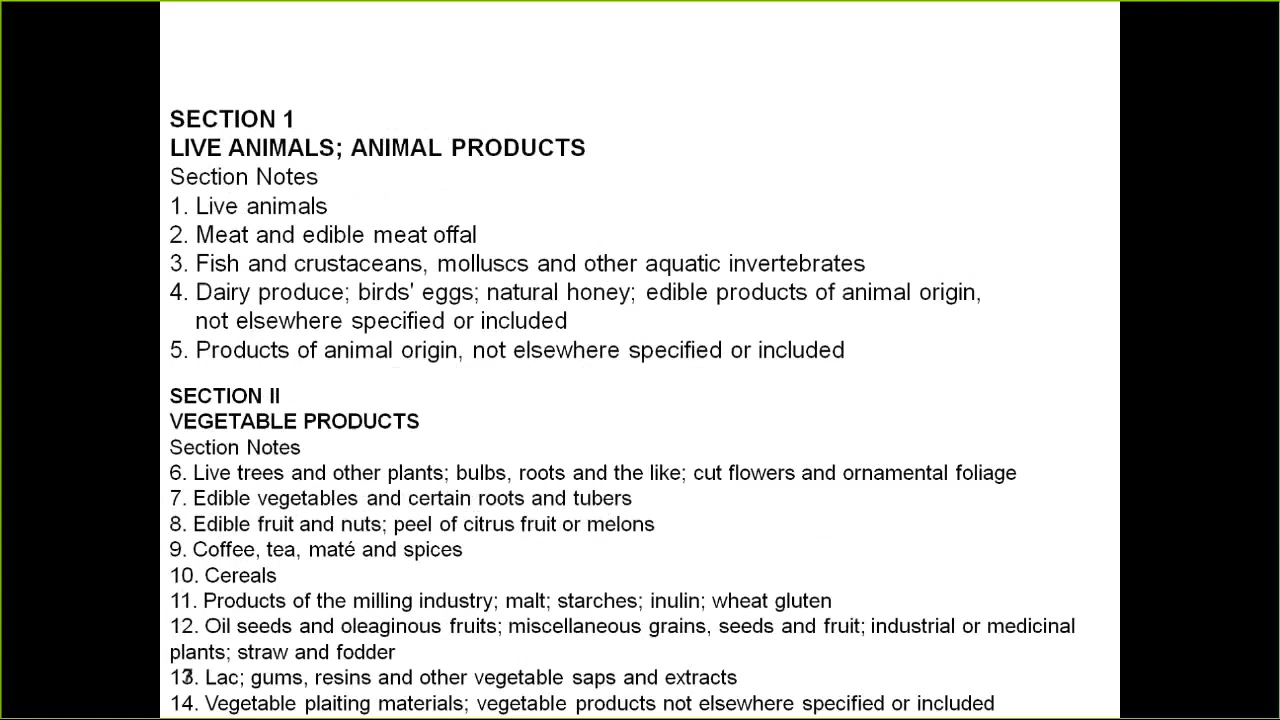 SECTION 1
LIVE ANIMALS; ANIMAL PRODUCTS
Section Notes
1. Live animals
2. Meat and edible meat offal
3. Fish and crustaceans, molluscs and other aquatic invertebrates
4. Dairy produce; birds' eggs; natural honey; edible products of animal origin,
not elsewhere specified or included
5. Products of animal origin, not elsewhere specified or included
SECTION II
VEGETABLE PRODUCTS
Section Notes
6. Live trees and other plants; bulbs, roots and the like; cut flowers and ornamental foliage
7. Edible vegetables and certain roots and tubers
8. Edible fruit and nuts; peel of citrus fruit or melons
9. Coffee, tea, maté and spices
10. Cereals
11. Products of the milling industry; malt; starches; inulin; wheat gluten
12. Oil seeds and oleaginous fruits; miscellaneous grains, seeds and fruit; industrial or medicinal
plants; straw and fodder
13. Lac; gums, resins and other vegetable saps and extracts
14. Vegetable plaiting materials; vegetable products not elsewhere specified or included